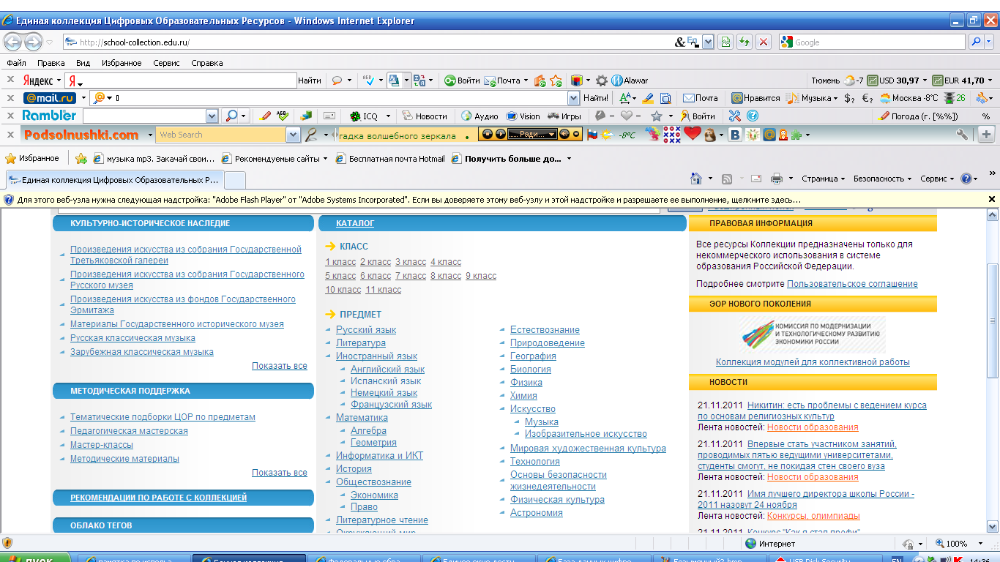 Единая коллекция Цифровых Образовательных Ресурсов - Windows Internet Explorer
http://school-collection.edu.ru/
Google
Файл Правка Вид Избранное Сервис Справка
Яндекс Я Найти Войти Почта Alawar Тюмень -7 USD 30,97 EUR 41,70
@mail.ru Найти! Почта Нравится Музыка Москва -8°C 26
Rambler ICQ Новости Аудио Vision Игры Войти Погода (г. [%%]) %
Podsolnushki.com Web Search гадка волшебного зеркала Ради... -8°C
Избранное музыка mp3. Закачай свои... Рекомендуемые сайты Бесплатная почта Hotmail Получить больше до...
Единая коллекция Цифровых Образовательных Р... Страница Безопасность Сервис
Для этого веб-узла нужна следующая надстройка: "Adobe Flash Player" от "Adobe Systems Incorporated". Если вы доверяете этому веб-узлу и этой надстройке и разрешаете ее выполнение, щелкните здесь...
КУЛЬТУРНО-ИСТОРИЧЕСКОЕ НАСЛЕДИЕ
Произведения искусства из собрания Государственной
Третьяковской галереи
Произведения искусства из собрания Государственного
Русского музея
Произведения искусства из фондов Государственного
Эрмитажа
Материалы Государственного исторического музея
Русская классическая музыка
Зарубежная классическая музыка
Показать все
МЕТОДИЧЕСКАЯ ПОДДЕРЖКА
Тематические подборки ЦОР по предметам
Педагогическая мастерская
Мастер-классы
Методические материалы
Показать все
РЕКОМЕНДАЦИИ ПО РАБОТЕ С КОЛЛЕКЦИЕЙ
ОБЛАКО ТЕГОВ
КАТАЛОГ
КЛАСС
1 класс 2 класс 3 класс 4 класс
5 класс 6 класс 7 класс 8 класс 9 класс
10 класс 11 класс
ПРЕДМЕТ
Русский язык
Литература
Иностранный язык
Английский язык
Испанский язык
Немецкий язык
Французский язык
Математика
Алгебра
Геометрия
Информатика и ИКТ
История
Обществознание
Экономика
Право
Литературное чтение
Окружающий мир
Естествознание
Природоведение
География
Биология
Физика
Химия
Искусство
Музыка
Изобразительное искусство
Мировая художественная культура
Технология
Основы безопасности
жизнедеятельности
Физическая культура
Астрономия
ПРАВОВАЯ ИНФОРМАЦИЯ
Все ресурсы Коллекции предназначены только для
некоммерческого использования в системе
образования Российской Федерации.
Подробнее смотрите Пользовательское соглашение
ЭОР НОВОГО ПОКОЛЕНИЯ
КОМИССИЯ ПО МОДЕРНИЗАЦИИ
И ТЕХНОЛОГИЧЕСКОМУ РАЗВИТИЮ
ЭКОНОМИКИ РОССИИ
Коллекция модулей для коллективной работы
НОВОСТИ
21.11.2011 Никитин: есть проблемы с ведением курса
по основам религиозных культур
Лента новостей: Новости образования
21.11.2011 Впервые стать участником занятий,
проводимых пятью ведущими университетами,
студенты смогут, не покидая стен своего вуза
Лента новостей: Новости образования
21.11.2011 Имя лучшего директора школы России -
2011 назовут 24 ноября
Лента новостей: Конкурсы, олимпиады
21.11.2011 Конкурс "Как я стал профи"
Интернет 100%
пуск памятка по использ... Единая коллекция ... Федеральные обра... Единое окно досту... База данных цифро... Безымянный2.bmp ... USB Disk Security EN 14:36